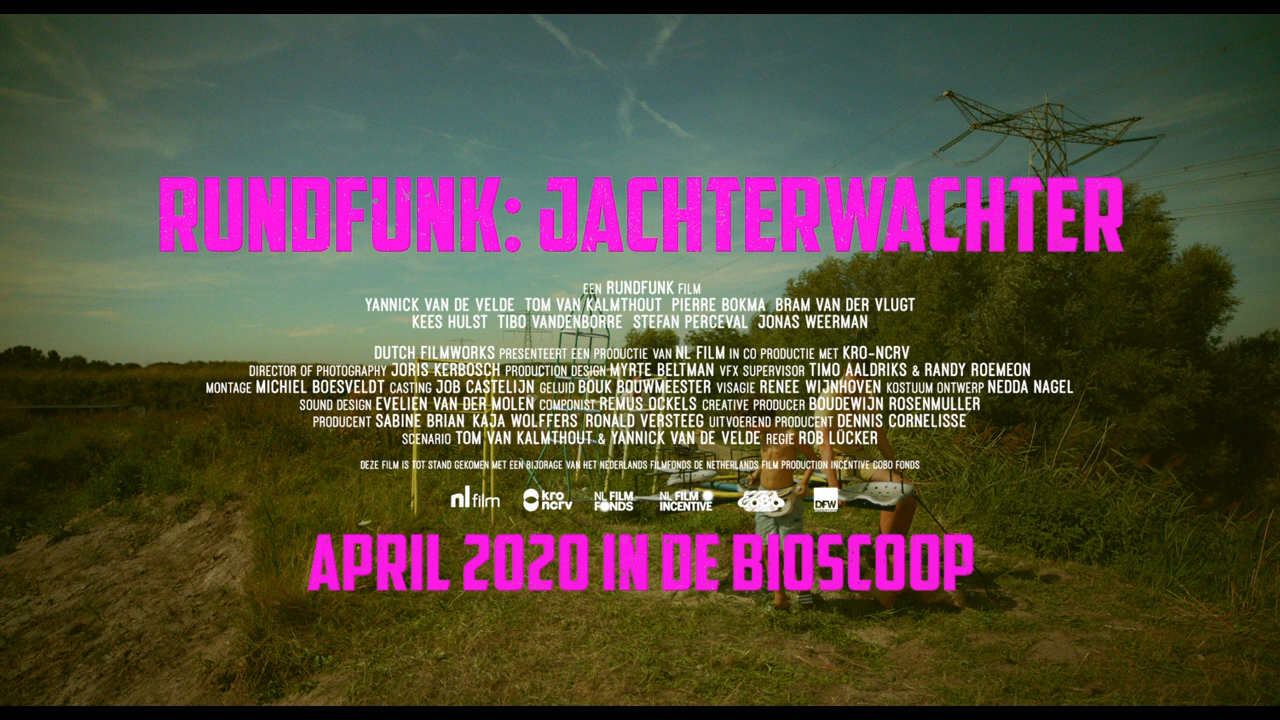 RUNDFUNK: JACHTERWACHTER
EEN RUNDFUNK FILM
YANNICK VAN DE VELDE TOM VAN KALMTHOUT PIERRE BOKMA BRAM VAN DER VLUGT
KEES HULST TIBO VANDENBORRE STEFAN PERCEVAL JONAS WEERMAN
DUTCH FILMWORKS PRESENTEERT EEN PRODUCTIE VAN NL FILM IN CO PRODUCTIE MET KRO-NCRV
DIRECTOR OF PHOTOGRAPHY JORIS KERBOSCH PRODUCTION DESIGN MYRTE BELTMAN VFX SUPERVISOR TIMO AALDRIKS & RANDY ROEMEON
MONTAGE MICHIEL BOESVELDT CASTING JOB CASTELIJN GELUID BOUK BOUWMEESTER VISAGIE RENEE WIJNHOVEN KOSTUUM ONTWERP NEDDA NAGEL
SOUND DESIGN EVELIEN VAN DER MOLEN COMPONIST REMUS OCKELS CREATIVE PRODUCER BOUDEWIJN ROSENMULLER
PRODUCENT SABINE BRIAN KAJA WOLFFERS RONALD VERSTEEG UITVOEREND PRODUCENT DENNIS CORNELISSE
SCENARIO TOM VAN KALMTHOUT & YANNICK VAN DE VELDE REGIE ROB LÜCKER
DEZE FILM IS TOT STAND GEKOMEN MET EEN BIJDRAGE VAN HET NEDERLANDS FILMFONDS DE NETHERLANDS FILM PRODUCTION INCENTIVE COBO FONDS
nl film kro ncrv NL FILM FONDS NL FILM INCENTIVE COBO DFW
APRIL 2020 IN DE BIOSCOOP